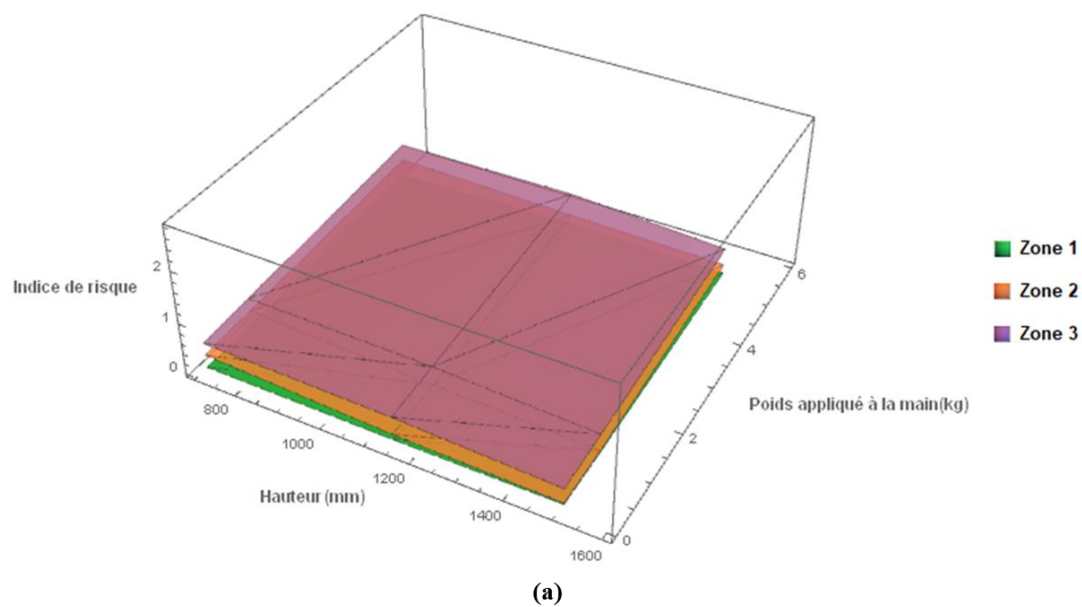 2
Indice de risque
1
0
800
1000
1200
1400
1600
Hauteur (mm)
0
2
4
6
Poids appliqué à la main(kg)
Zone 1
Zone 2
Zone 3
(a)